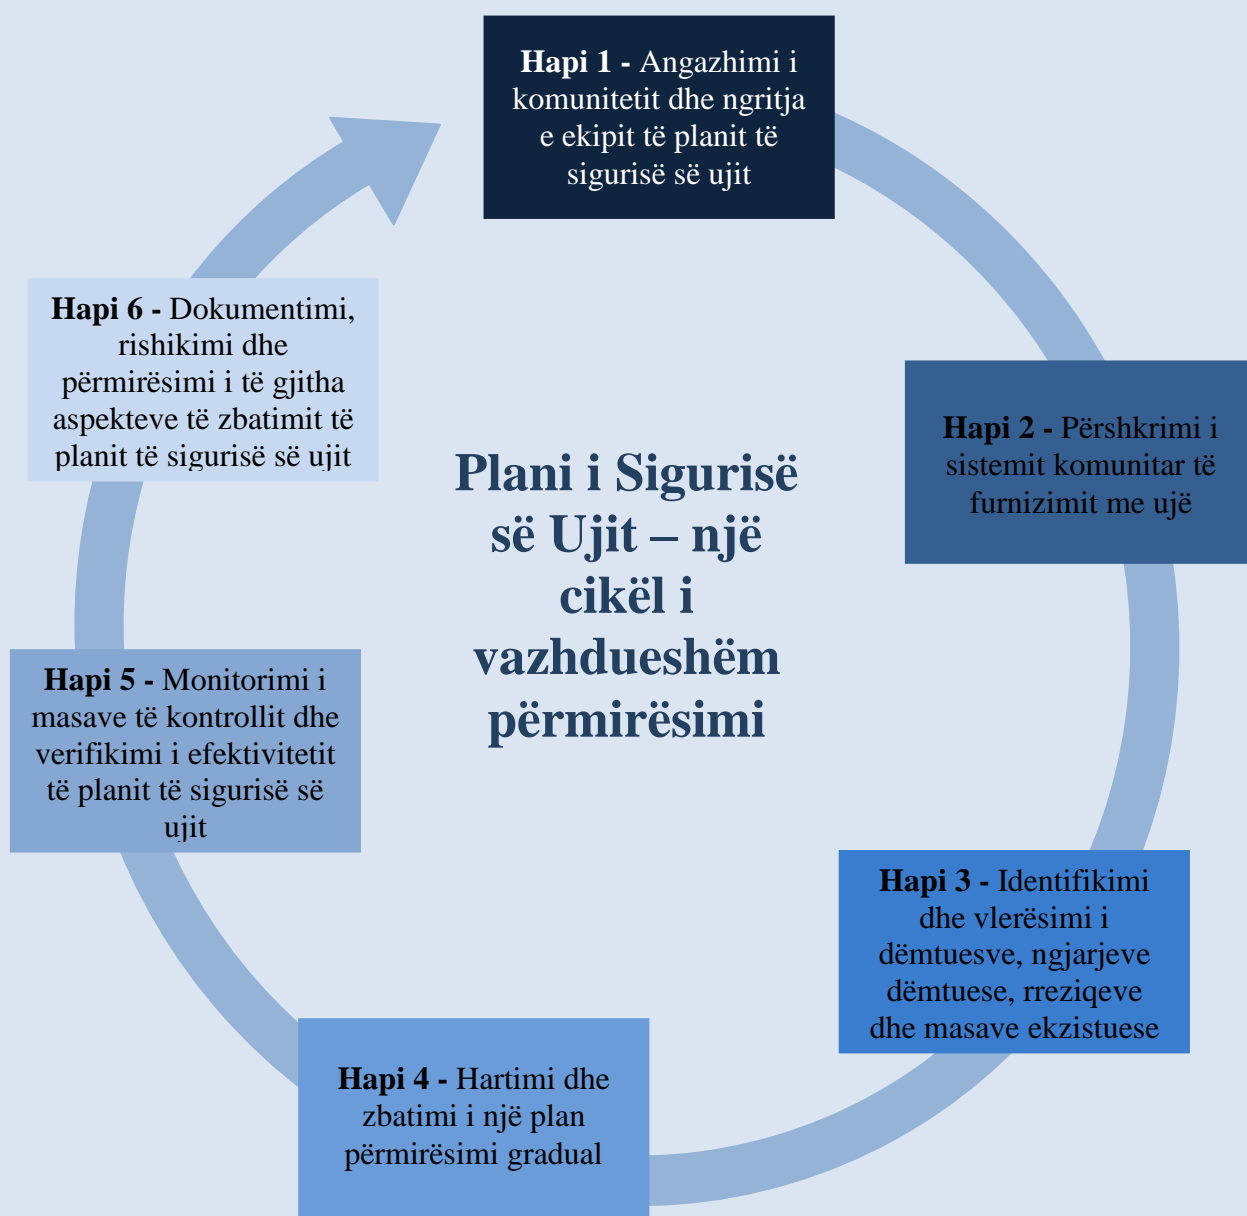 Hapi 1 - Angazhimi i
komunitetit dhe ngritja
e ekipit të planit të
sigurisë së ujit
Hapi 2 - Përshkrimi i
sistemit komunitar të
furnizimit me ujë
Hapi 3 - Identifikimi
dhe vlerësimi i
dëmtuesve, ngjarjeve
dëmtuese, rreziqeve
dhe masave ekzistuese
Hapi 4 - Hartimi dhe
zbatimi i një plan
përmirësimi gradual
Hapi 5 - Monitorimi i
masave të kontrollit dhe
verifikimi i efektivitetit
të planit të sigurisë së
ujit
Hapi 6 - Dokumentimi,
rishikimi dhe
përmirësimi i të gjitha
aspekteve të zbatimit të
planit të sigurisë së ujit
Plani i Sigurisë
së Ujit – një
cikël i
vazhdueshëm
përmirësimi